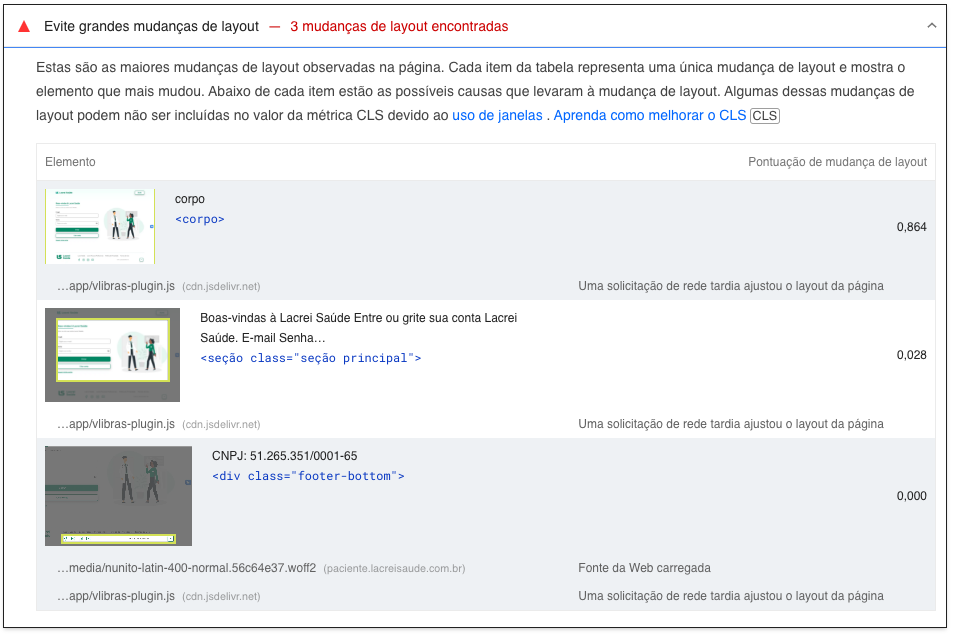 Evite grandes mudanças de layout — 3 mudanças de layout encontradas
Estas são as maiores mudanças de layout observadas na página. Cada item da tabela representa uma única mudança de layout e mostra o
elemento que mais mudou. Abaixo de cada item estão as possíveis causas que levaram à mudança de layout. Algumas dessas mudanças de
layout podem não ser incluídas no valor da métrica CLS devido ao uso de janelas . Aprenda como melhorar o CLS CLS
Elemento Pontuação de mudança de layout
corpo
<corpo>
0,864
…app/vlibras-plugin.js (cdn.jsdelivr.net) Uma solicitação de rede tardia ajustou o layout da página
Boas-vindas à Lacrei Saúde Entre ou grite sua conta Lacrei
Saúde. E-mail Senha…
<seção class="seção principal">
0,028
…app/vlibras-plugin.js (cdn.jsdelivr.net) Uma solicitação de rede tardia ajustou o layout da página
CNPJ: 51.265.351/0001-65
<div class="footer-bottom">
0,000
…media/nunito-latin-400-normal.56c64e37.woff2 (paciente.lacreisaude.com.br) Fonte da Web carregada
…app/vlibras-plugin.js (cdn.jsdelivr.net) Uma solicitação de rede tardia ajustou o layout da página